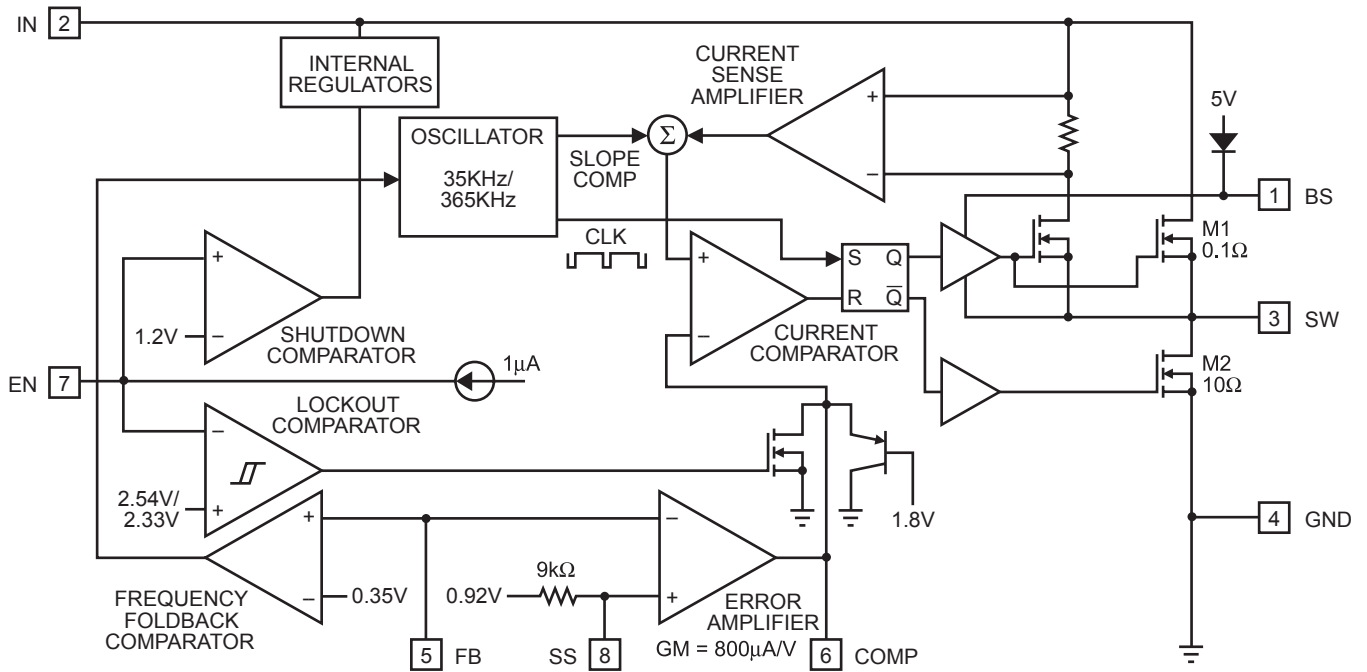 IN 2
INTERNAL
REGULATORS
CURRENT
SENSE
AMPLIFIER
+
–
5V
OSCILLATOR
35KHz/
365KHz
Σ
SLOPE
COMP
CLK
1 BS
M1
0.1Ω
+
–
1.2V
SHUTDOWN
COMPARATOR
+
–
CURRENT
COMPARATOR
S Q
R Q̅
3 SW
M2
10Ω
EN 7
1µA
LOCKOUT
COMPARATOR
–
+
2.54V/
2.33V
1.8V
4 GND
+
–
0.35V
FREQUENCY
FOLDBACK
COMPARATOR
0.92V
9kΩ
–
+
ERROR
AMPLIFIER
GM = 800µA/V
5 FB
SS 8
6 COMP